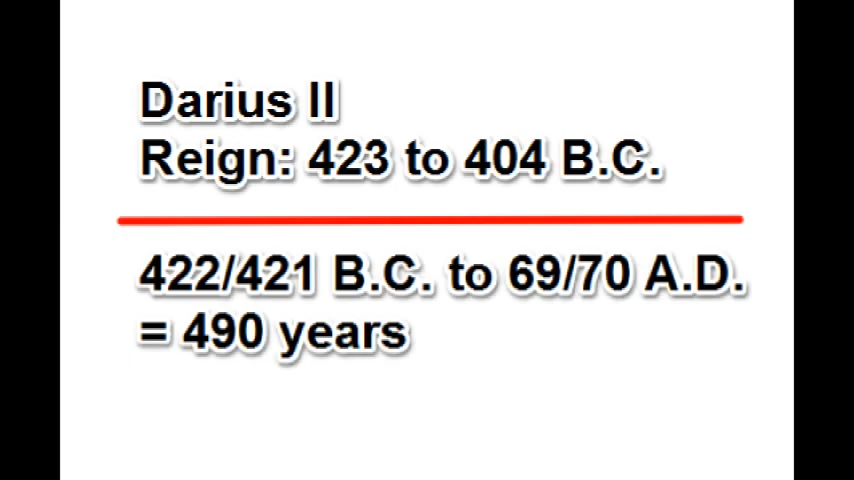 Darius II
Reign: 423 to 404 B.C.
422/421 B.C. to 69/70 A.D.
= 490 years